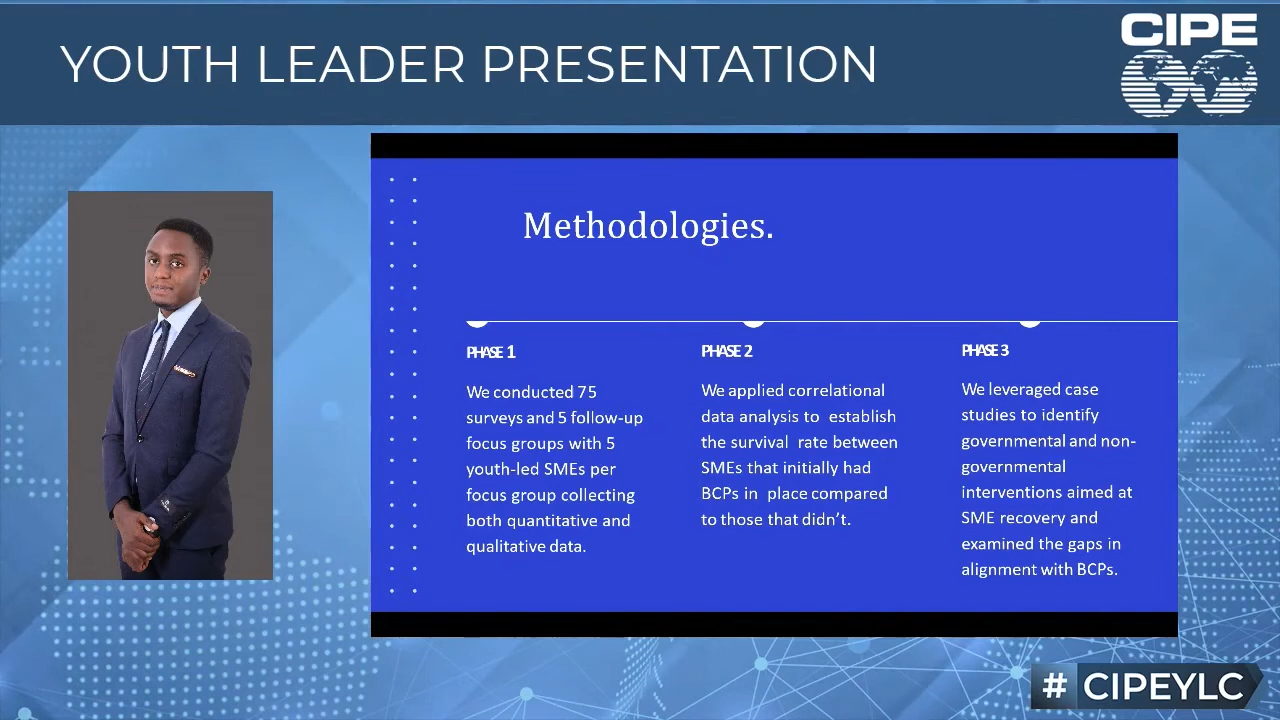 YOUTH LEADER PRESENTATION
CIPE
Methodologies.
PHASE 1
We conducted 75
surveys and 5 follow-up
focus groups with 5
youth-led SMEs per
focus group collecting
both quantitative and
qualitative data.
PHASE 2
We applied correlational
data analysis to establish
the survival rate between
SMEs that initially had
BCPs in place compared
to those that didn't.
PHASE 3
We leveraged case
studies to identify
governmental and non-
governmental
interventions aimed at
SME recovery and
examined the gaps in
alignment with BCPs.
# CIPEYLC